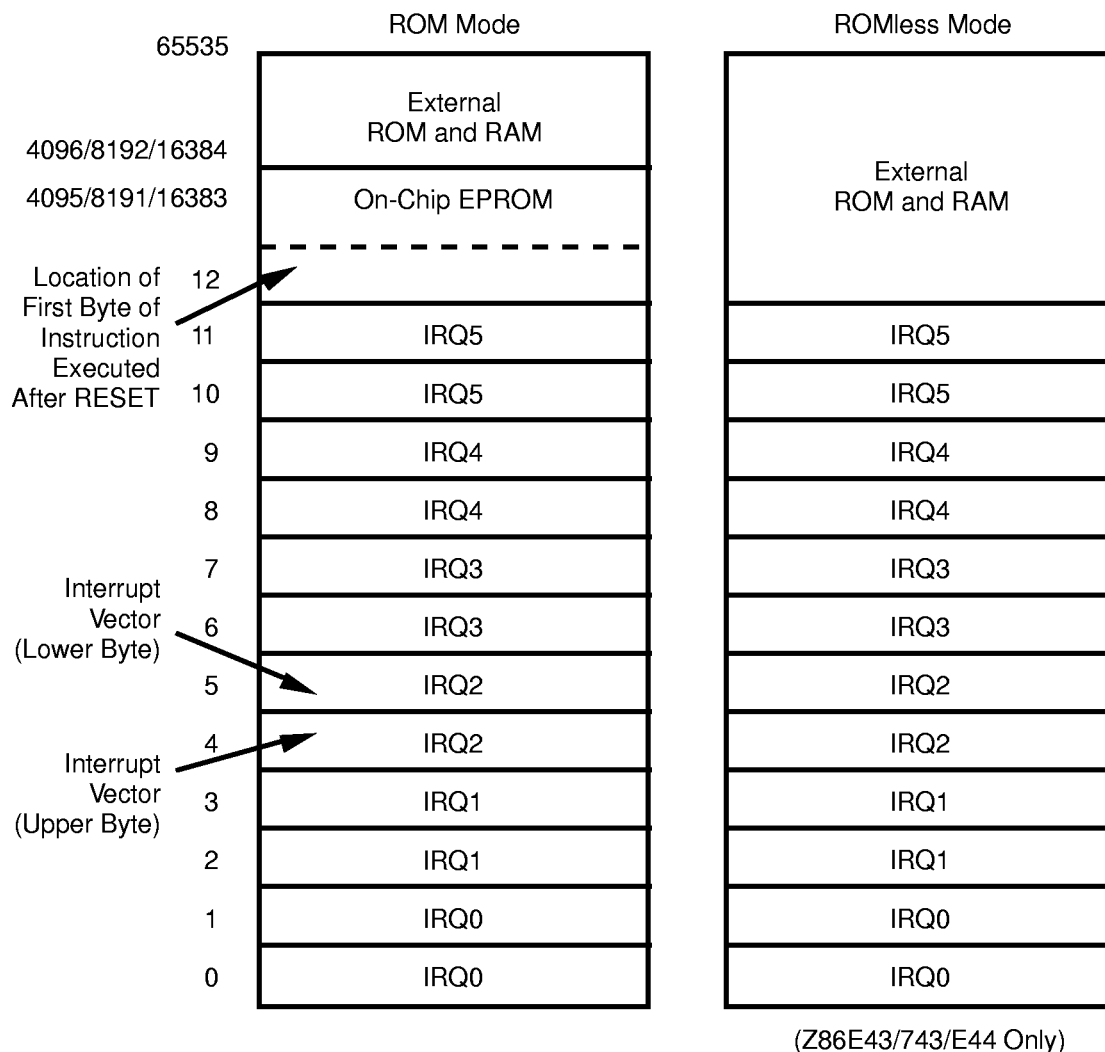 ROM Mode
ROMless Mode
65535
External
ROM and RAM
4096/8192/16384
4095/8191/16383
On-Chip EPROM
External
ROM and RAM
Location of
First Byte of
Instruction
Executed
After RESET
12
11
IRQ5
IRQ5
10
IRQ5
IRQ5
9
IRQ4
IRQ4
8
IRQ4
IRQ4
7
IRQ3
IRQ3
Interrupt
Vector
(Lower Byte)
6
IRQ3
IRQ3
5
IRQ2
IRQ2
4
IRQ2
IRQ2
Interrupt
Vector
(Upper Byte)
3
IRQ1
IRQ1
2
IRQ1
IRQ1
1
IRQ0
IRQ0
0
IRQ0
IRQ0
(Z86E43/743/E44 Only)